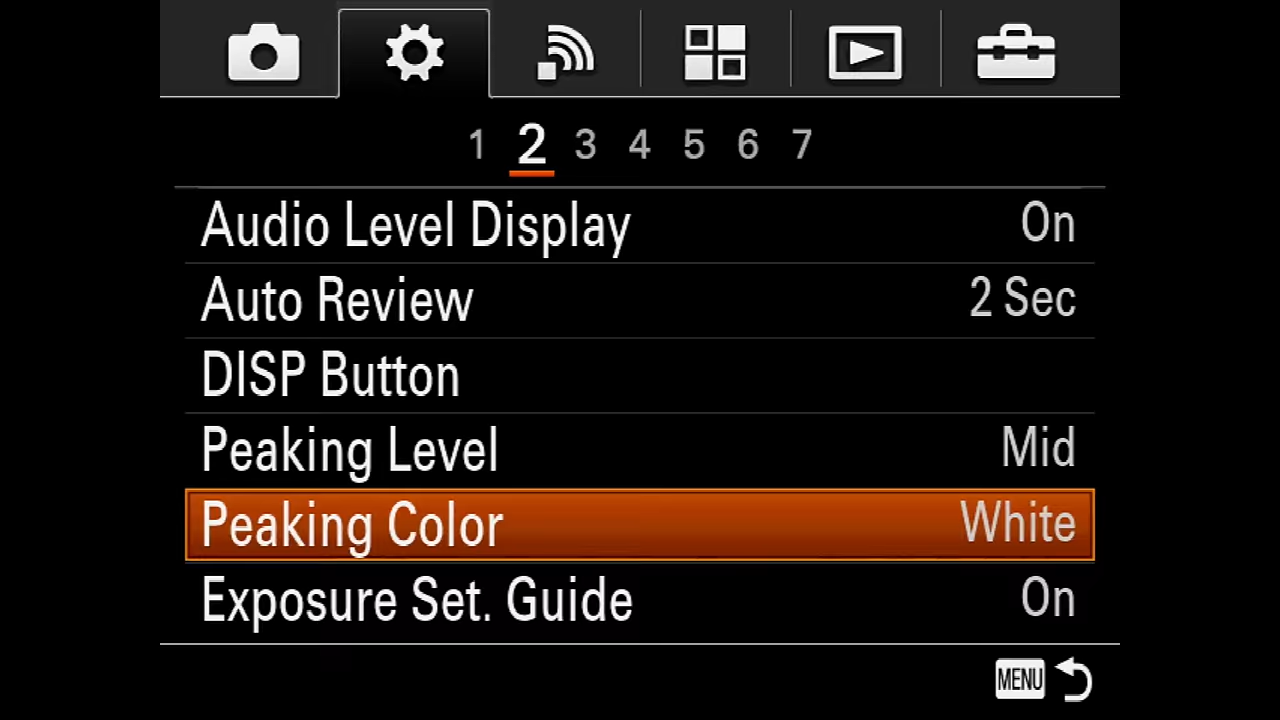 1 2 3 4 5 6 7
Audio Level Display On
Auto Review 2 Sec
DISP Button
Peaking Level Mid
Peaking Color White
Exposure Set. Guide On
MENU